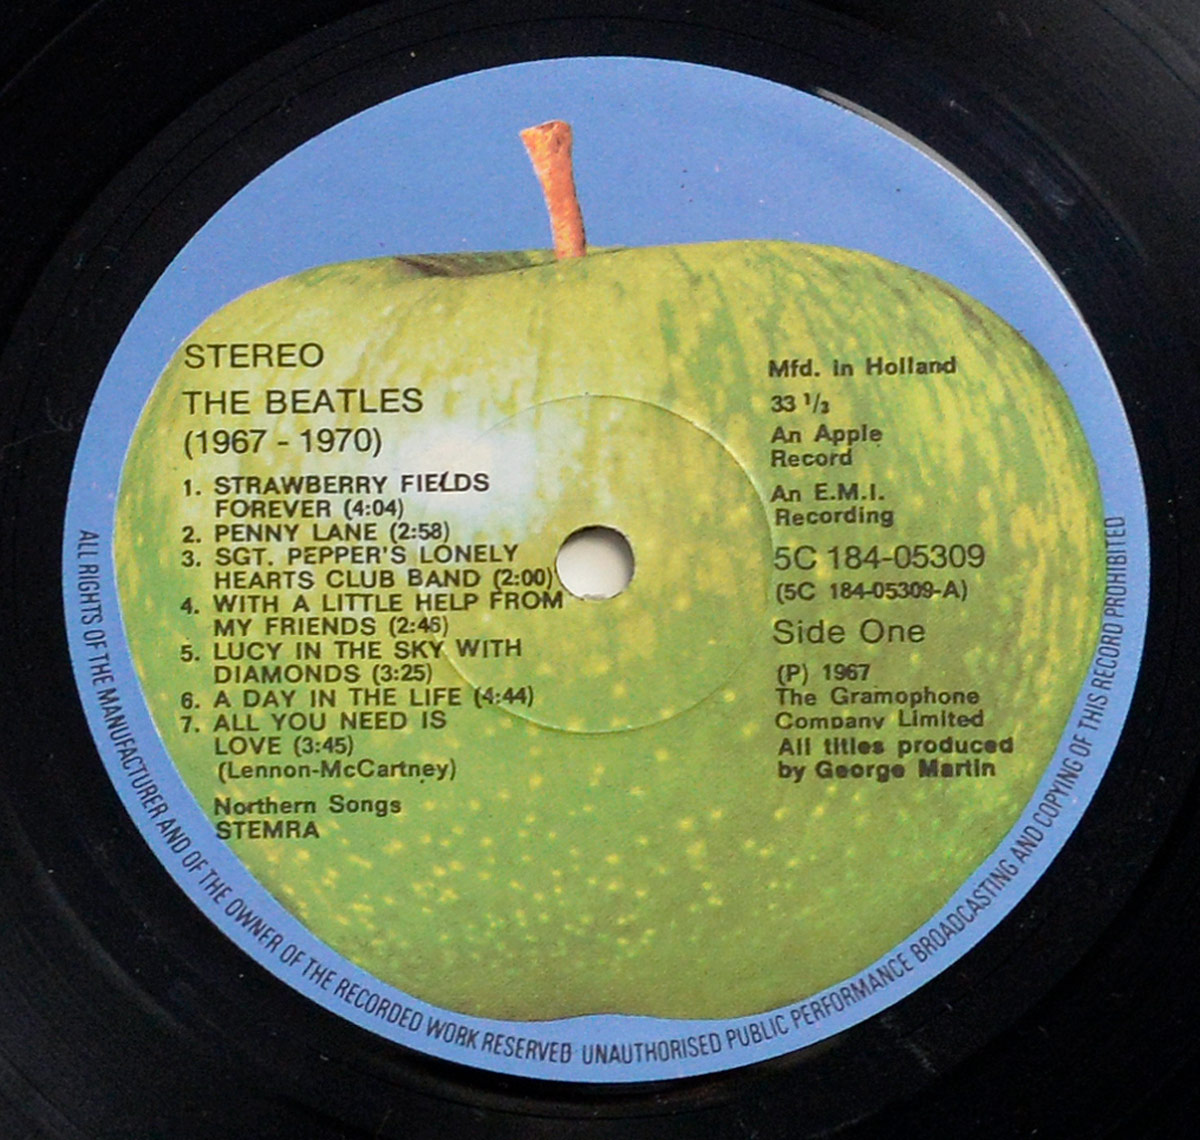 STEREO
THE BEATLES
(1967 - 1970)
1. STRAWBERRY FIELDS
FOREVER (4:04)
2. PENNY LANE (2:58)
3. SGT. PEPPER'S LONELY
HEARTS CLUB BAND (2:00)
4. WITH A LITTLE HELP FROM
MY FRIENDS (2:46)
5. LUCY IN THE SKY WITH
DIAMONDS (3:25)
6. A DAY IN THE LIFE (4:44)
7. ALL YOU NEED IS
LOVE (3:45)
(Lennon-McCartney)
Northern Songs
STEMRA
Mfd. in Holland
33 1/3
An Apple
Record
An E.M.I.
Recording
5C 184-05309
(5C 184-05309-A)
Side One
(P) 1967
The Gramophone
Company Limited
All titles produced
by George Martin
ALL RIGHTS OF THE MANUFACTURER AND OF THE OWNER OF THE RECORDED WORK RESERVED UNAUTHORISED PUBLIC PERFORMANCE BROADCASTING AND COPYING OF THIS RECORD PROHIBITED